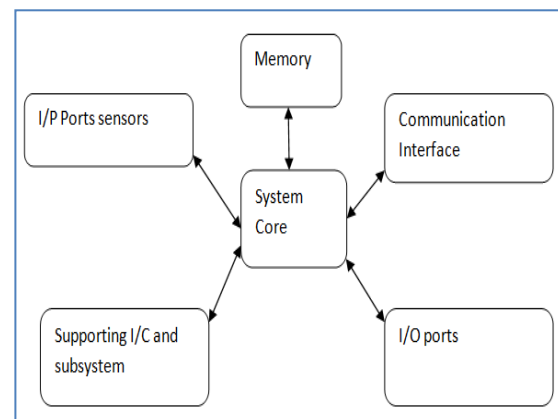 Memory
I/P Ports sensors
Communication
Interface
System
Core
Supporting I/C and
subsystem
I/O ports